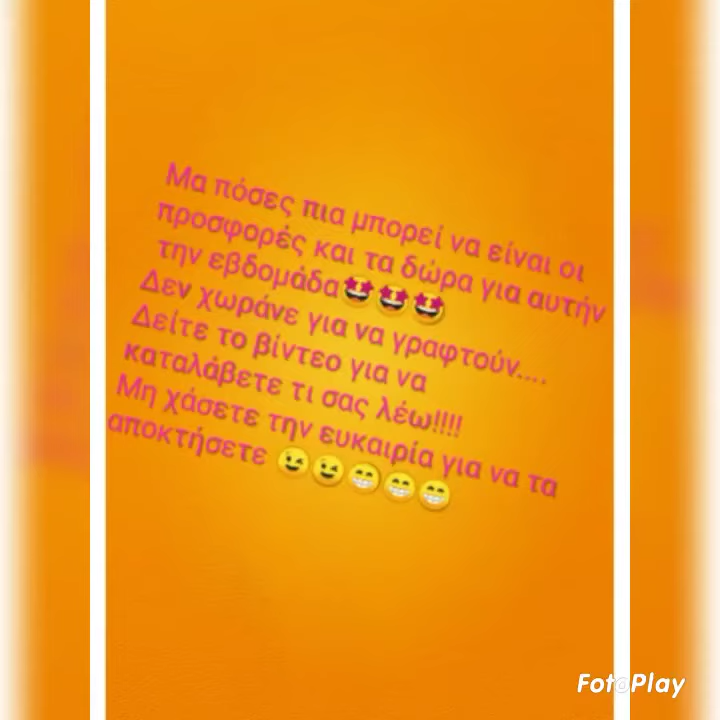 Μα πόσες πια μπορεί να είναι οι
προσφορές και τα δώρα για αυτήν
την εβδομάδα🤩🤩🤩
Δεν χωράνε για να γραφτούν....
Δείτε το βίντεο για να
καταλάβετε τι σας λέω!!!!
Μη χάσετε την ευκαιρία για να τα
αποκτήσετε 😉😉😁😁😁
FotoPlay